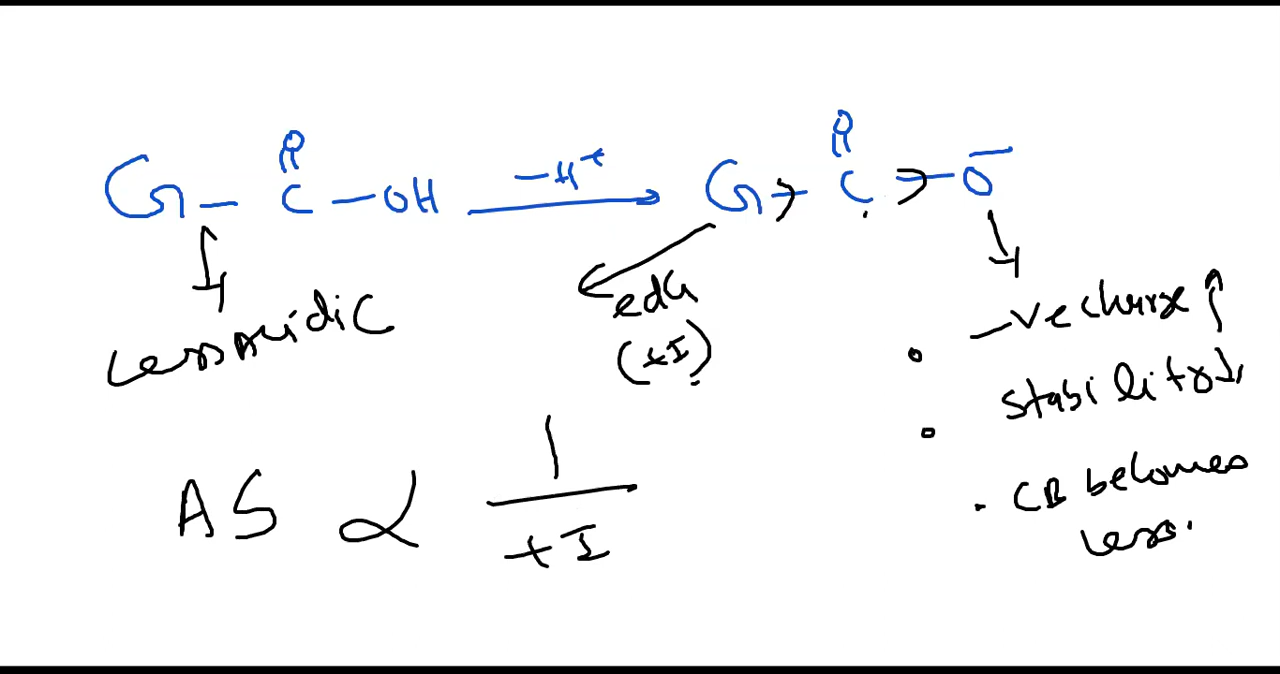 O O
G - C - OH -H+ G - C - O-
less Acidic
edG
(+I)
-ve charge ↑
stability ↓
CB becomes
less.
AS α 1
+I